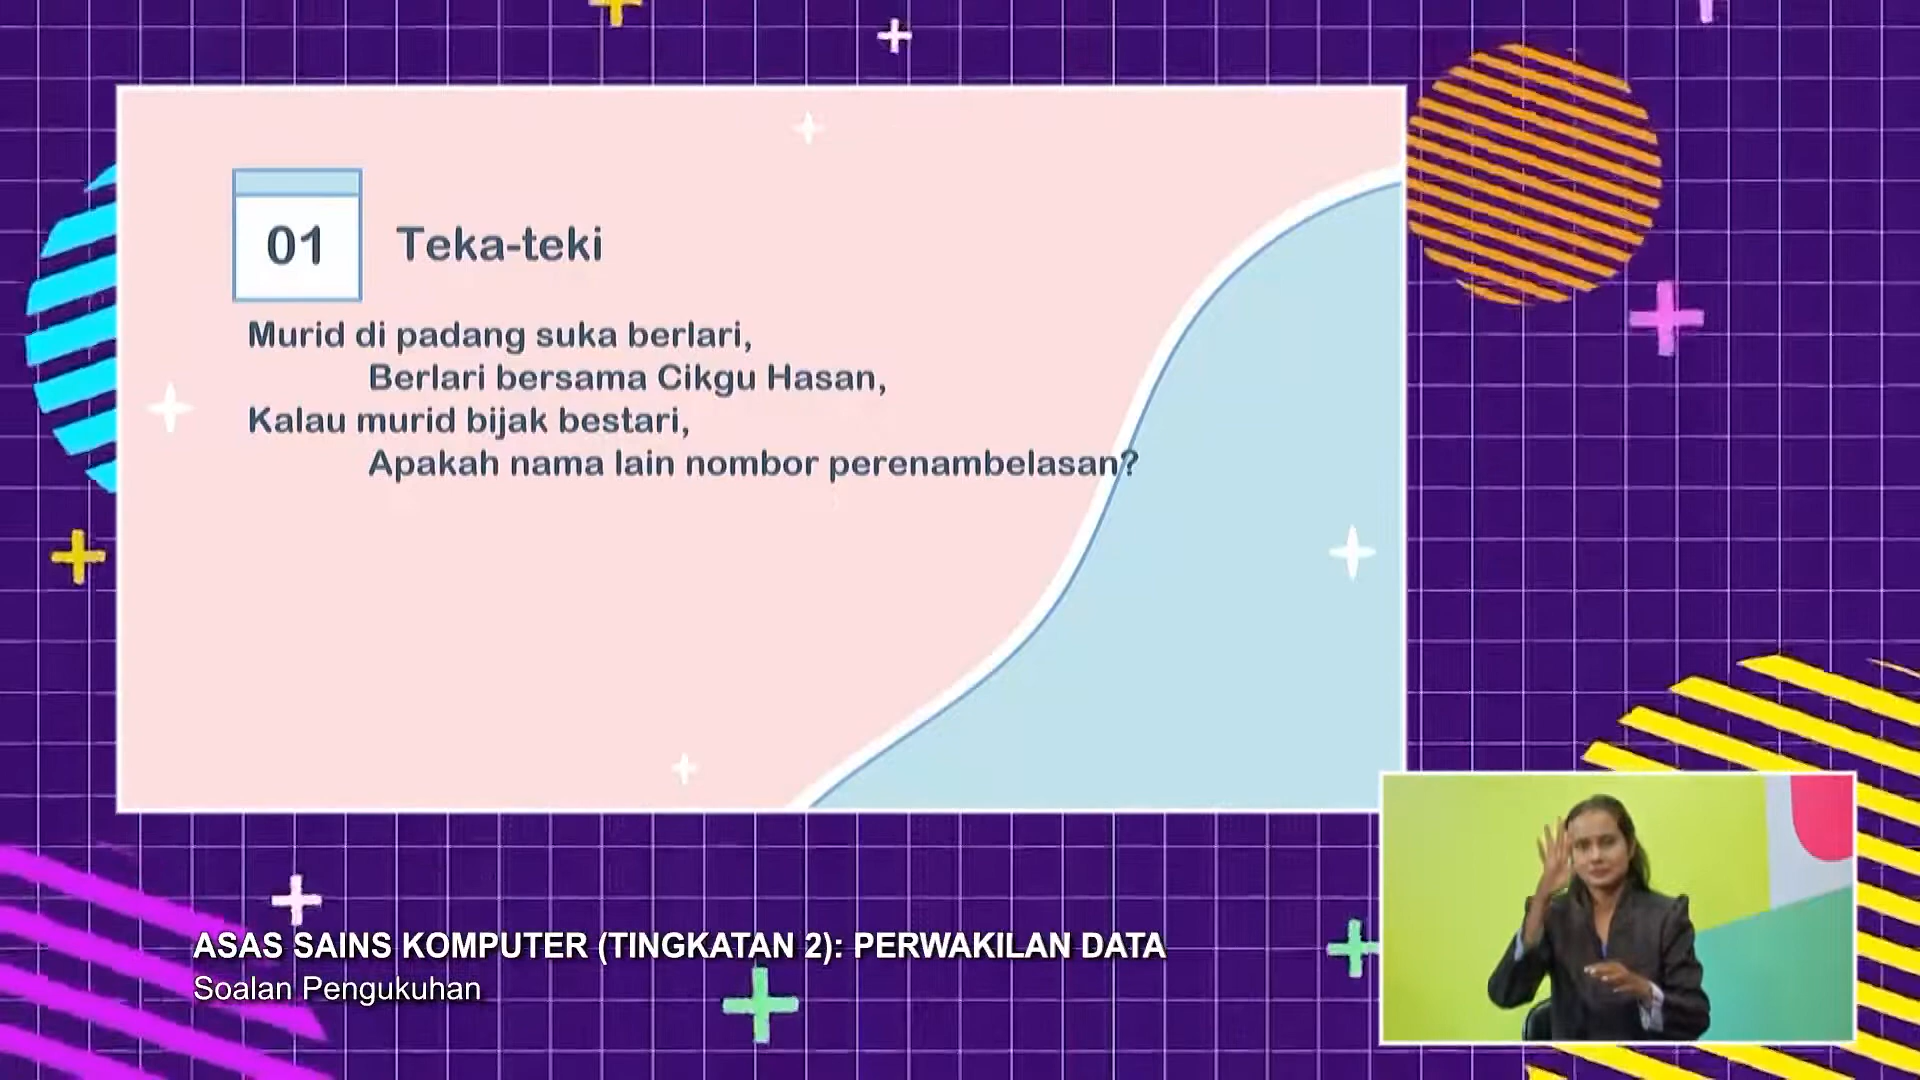 01
Teka-teki
Murid di padang suka berlari,
Berlari bersama Cikgu Hasan,
Kalau murid bijak bestari,
Apakah nama lain nombor perenambelasan?
ASAS SAINS KOMPUTER (TINGKATAN 2): PERWAKILAN DATA
Soalan Pengukuhan